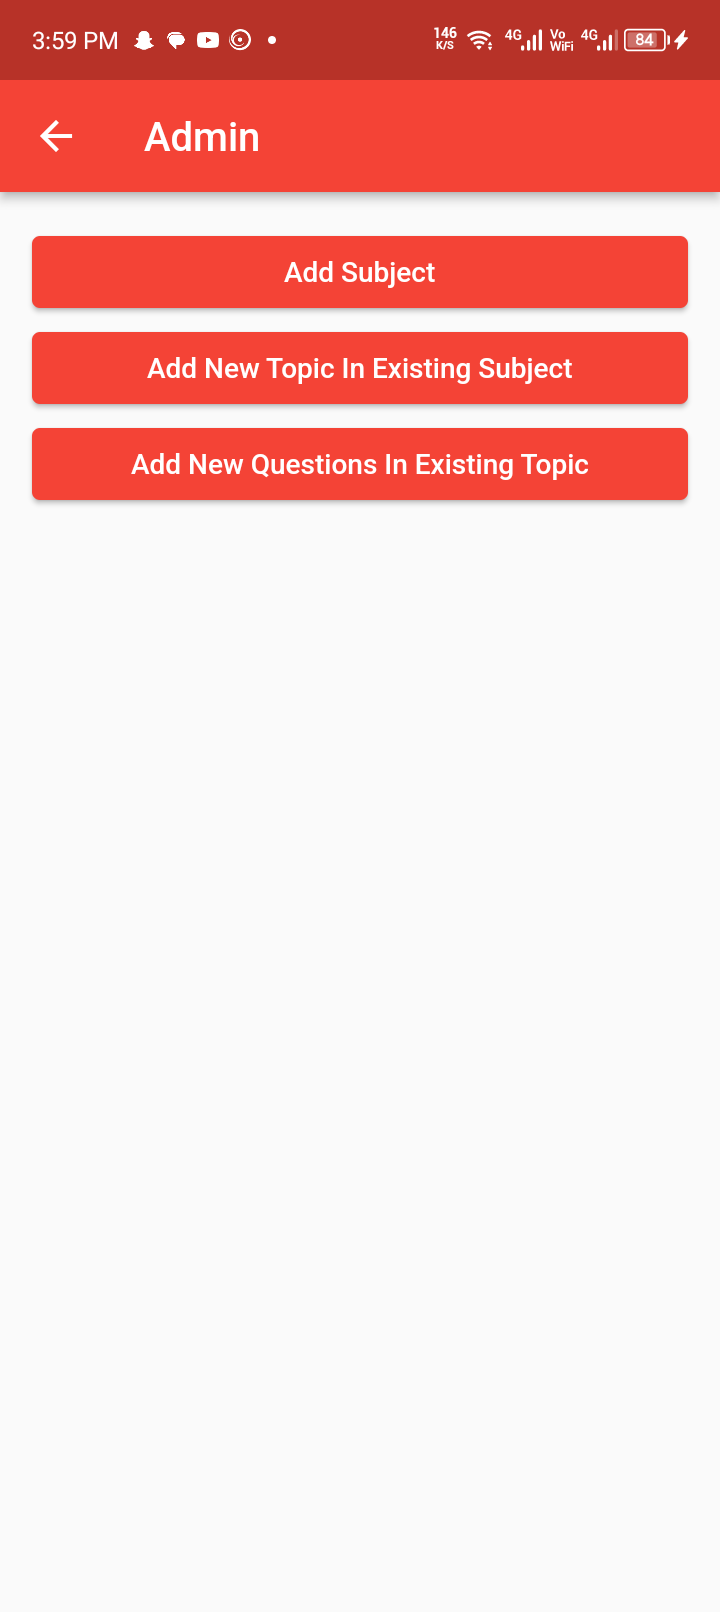 3:59 PM 146 K/S 4G Vo WiFi 4G 84
Admin
Add Subject
Add New Topic In Existing Subject
Add New Questions In Existing Topic